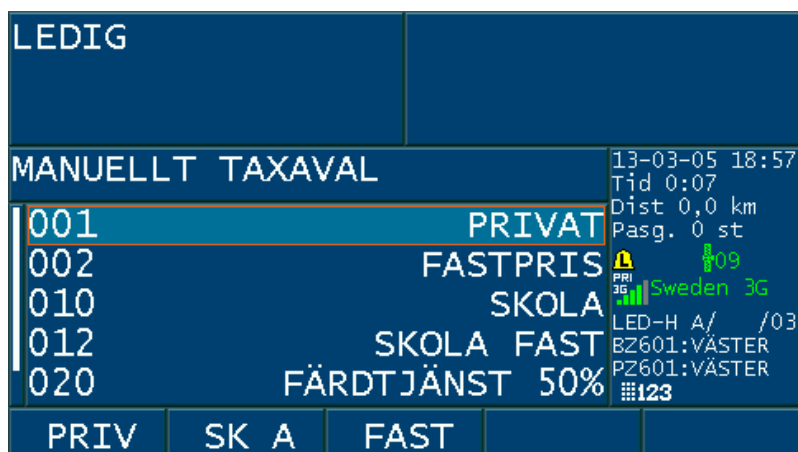 LEDIG
MANUELLT TAXAVAL
001 PRIVAT
002 FASTPRIS
010 SKOLA
012 SKOLA FAST
020 FÄRDTJÄNST 50%
13-03-05 18:57
Tid 0:07
Dist 0,0 km
Pasg. 0 st
L 09
PRI
3G Sweden 3G
LED-H A/ /03
BZ601:VÄSTER
PZ601:VÄSTER
123
PRIV SK A FAST